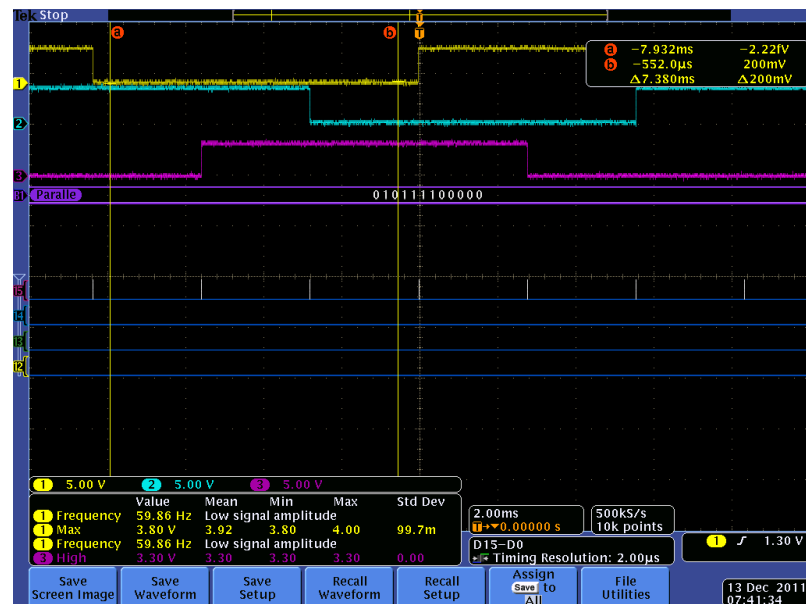 Tek Stop
T
a b T
a -7.932ms -2.22fV
b -552.0µs 200mV
Δ7.380ms Δ200mV
1
2
3
B1 Paralle 010111100000
15
14
13
12
1 5.00 V 2 5.00 V 3 5.00 V
Value Mean Min Max Std Dev
1 Frequency 59.86 Hz Low signal amplitude
1 Max 3.80 V 3.92 3.80 4.00 99.7m
1 Frequency 59.86 Hz Low signal amplitude
3 High 3.30 V 3.30 3.30 3.30 0.00
2.00ms
T→▼0.00000 s
500kS/s
10k points
D15-D0
Timing Resolution: 2.00µs
1 1.30 V
Save Screen Image
Save Waveform
Save Setup
Recall Waveform
Recall Setup
Assign Save to All
File Utilities
13 Dec 2011
07:41:34